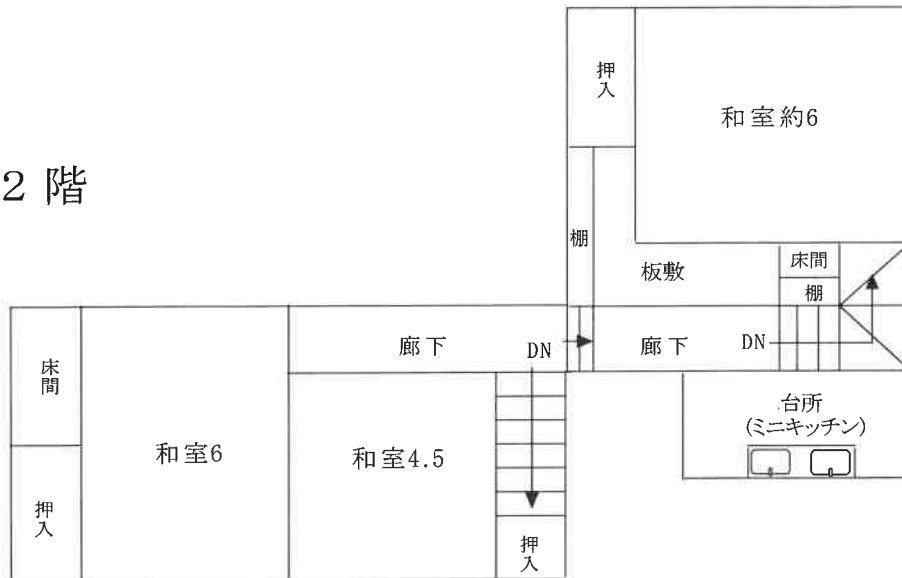 2 階
押入
和室約6
棚
板敷
床間
棚
床間
廊下
DN
廊下
DN
台所
(ミニキッチン)
和室6
和室4.5
押入
押入